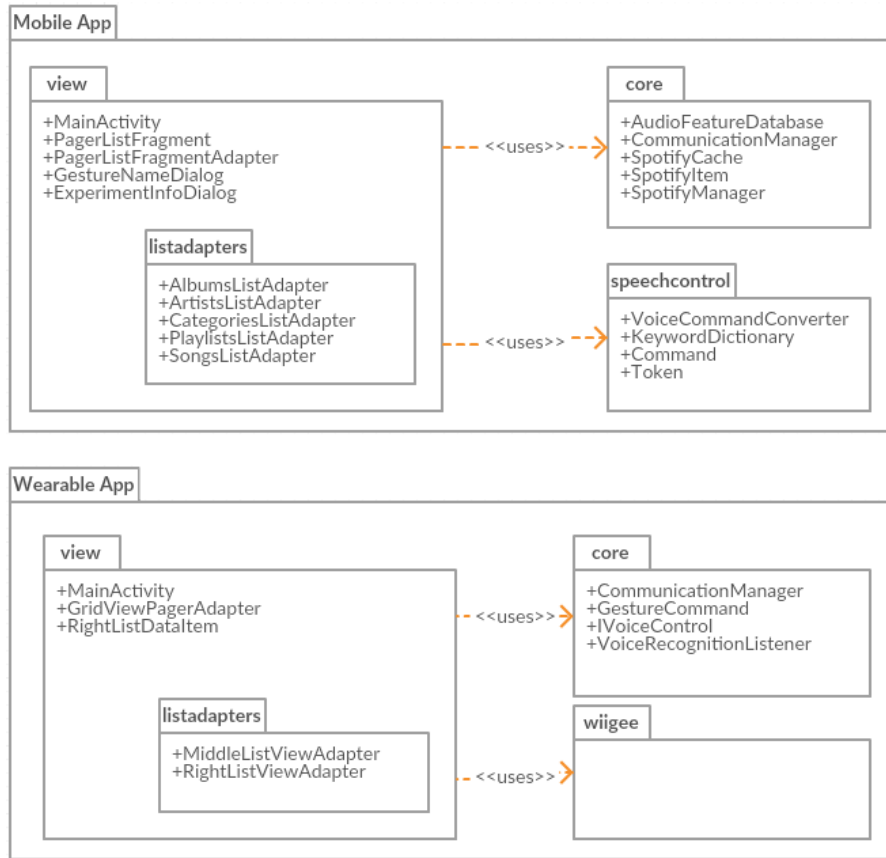 Mobile App
view
+MainActivity
+PagerListFragment
+PagerListFragmentAdapter
+GestureNameDialog
+ExperimentInfoDialog
listadapters
+AlbumsListAdapter
+ArtistsListAdapter
+CategoriesListAdapter
+PlaylistsListAdapter
+SongsListAdapter
<<uses>>
core
+AudioFeatureDatabase
+CommunicationManager
+SpotifyCache
+SpotifyItem
+SpotifyManager
<<uses>>
speechcontrol
+VoiceCommandConverter
+KeywordDictionary
+Command
+Token
Wearable App
view
+MainActivity
+GridViewPagerAdapter
+RightListDataItem
listadapters
+MiddleListViewAdapter
+RightListViewAdapter
<<uses>>
core
+CommunicationManager
+GestureCommand
+IVoiceControl
+VoiceRecognitionListener
<<uses>>
wiigee